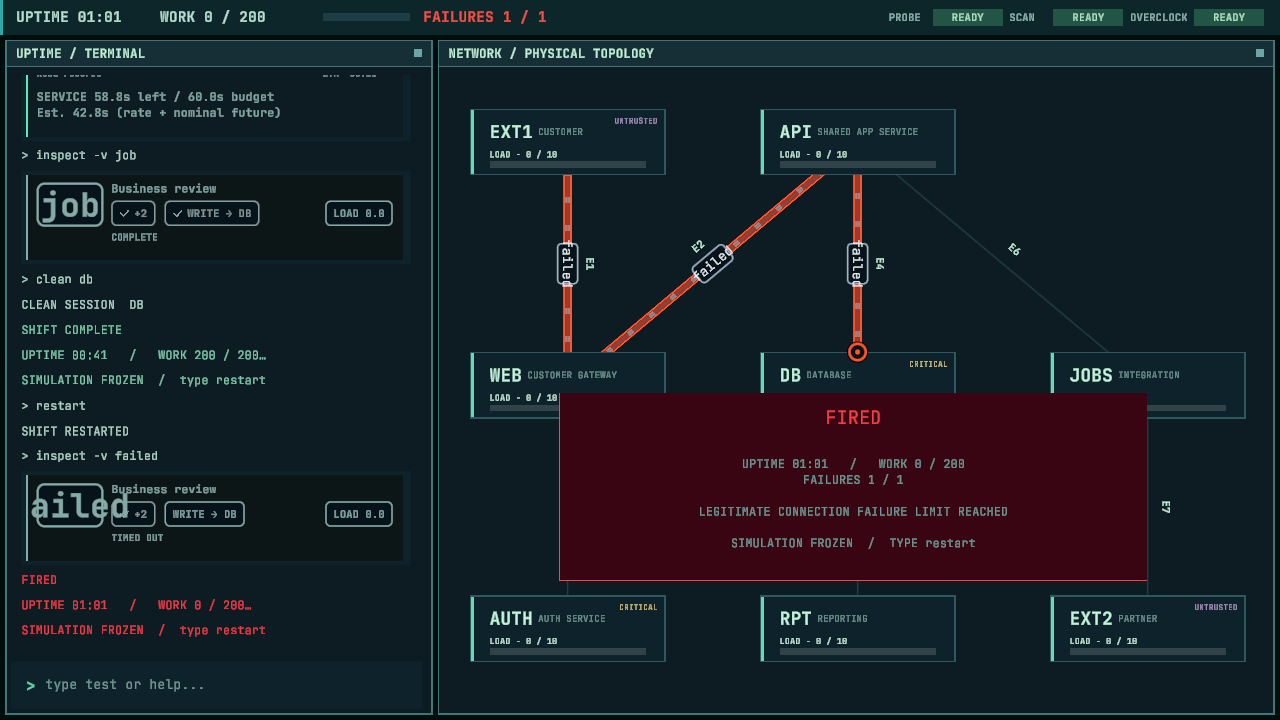 UPTIME 01:01 WORK 0 / 200 FAILURES 1 / 1 PROBE READY SCAN READY OVERCLOCK READY
UPTIME / TERMINAL
SERVICE 58.8s left / 60.0s budget
Est. 42.8s (rate + nominal future)
> inspect -v job
job
Business review
✓ +2 ✓ WRITE → DB LOAD 0.0
COMPLETE
> clean db
CLEAN SESSION DB
SHIFT COMPLETE
UPTIME 00:41 / WORK 200 / 200…
SIMULATION FROZEN / type restart
> restart
SHIFT RESTARTED
> inspect -v failed
ailed
Business review
+2 WRITE → DB LOAD 0.0
TIMED OUT
FIRED
UPTIME 01:01 / WORK 0 / 200…
SIMULATION FROZEN / type restart
> type test or help...
NETWORK / PHYSICAL TOPOLOGY
EXT1 CUSTOMER UNTRUSTED
LOAD - 0 / 10
API SHARED APP SERVICE
LOAD - 0 / 10
failed E1
failed E2
failed E4
E6
WEB CUSTOMER GATEWAY
LOAD - 0 / 10
DB DATABASE CRITICAL
JOBS INTEGRATION
FIRED
UPTIME 01:01 / WORK 0 / 200
FAILURES 1 / 1
LEGITIMATE CONNECTION FAILURE LIMIT REACHED
SIMULATION FROZEN / TYPE restart
E7
AUTH AUTH SERVICE CRITICAL
LOAD - 0 / 10
RPT REPORTING
LOAD - 0 / 10
EXT2 PARTNER UNTRUSTED
LOAD - 0 / 10